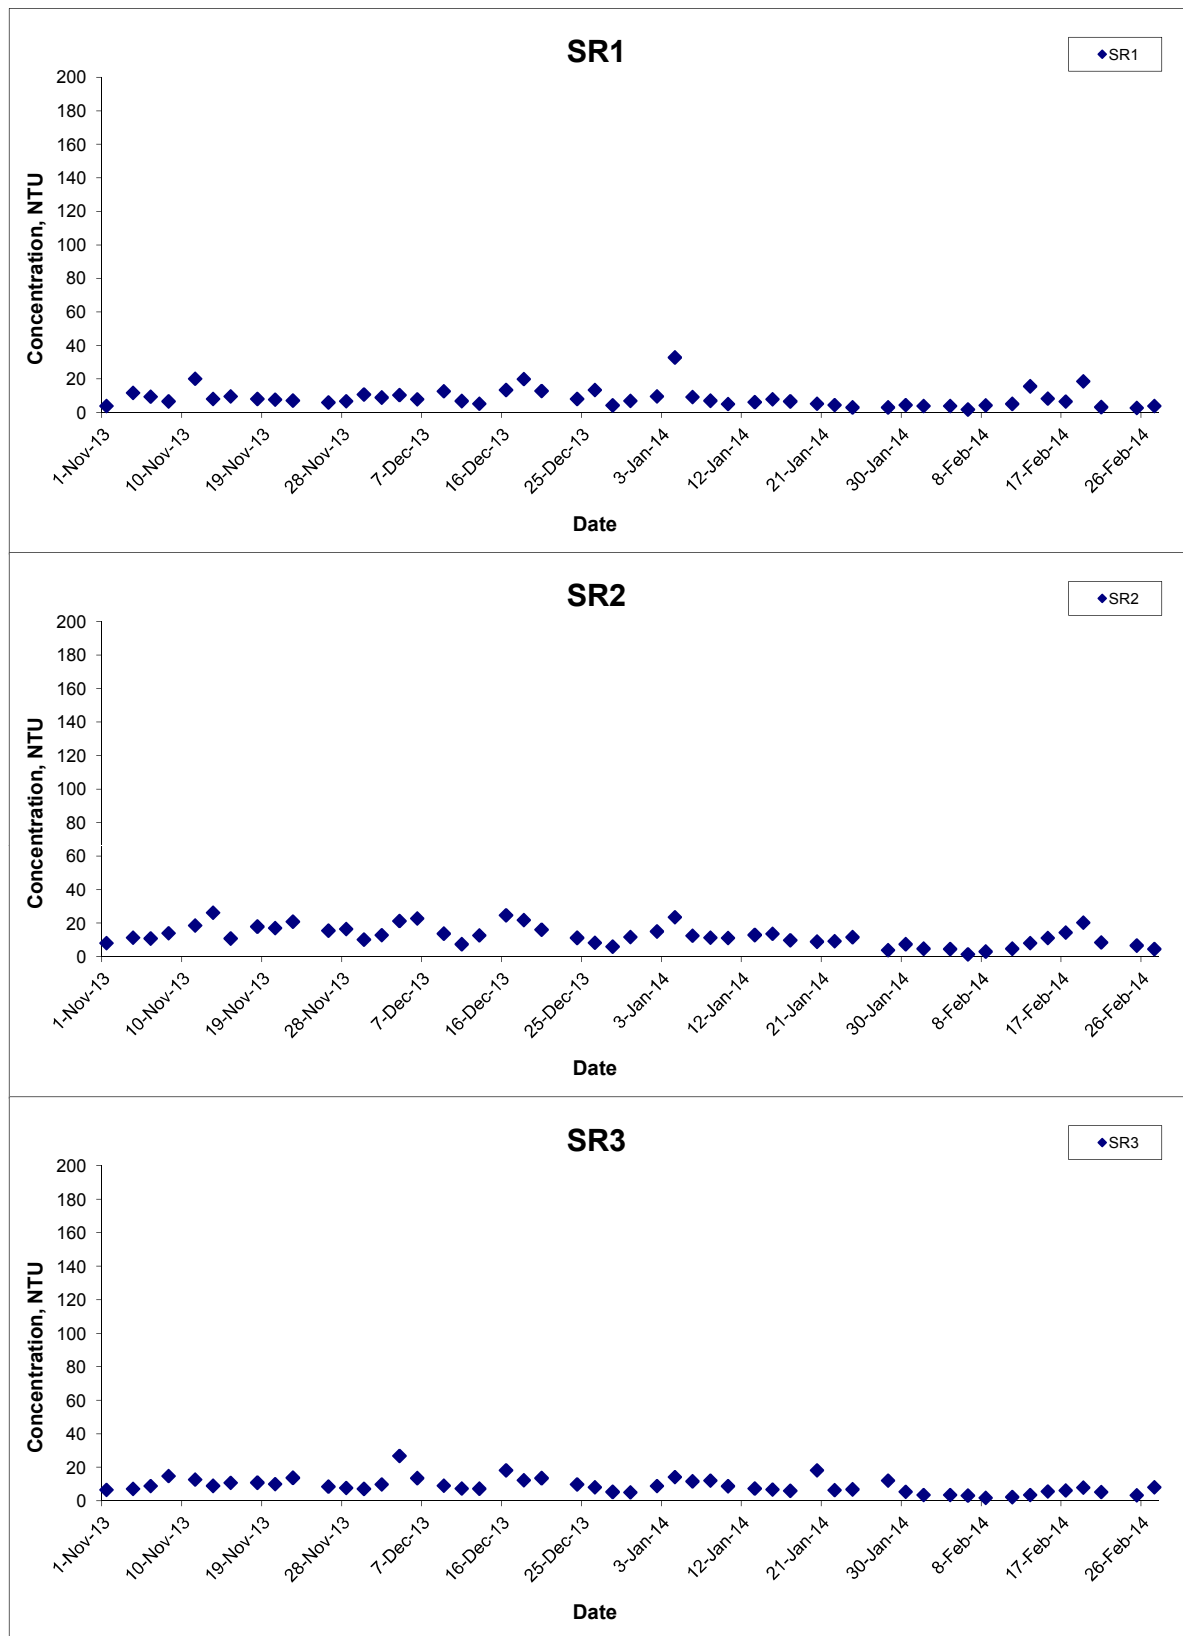 SR1
SR1
200
180
160
140
120
100
80
60
40
20
0
Concentration, NTU
1-Nov-13
10-Nov-13
19-Nov-13
28-Nov-13
7-Dec-13
16-Dec-13
25-Dec-13
3-Jan-14
12-Jan-14
21-Jan-14
30-Jan-14
8-Feb-14
17-Feb-14
26-Feb-14
Date
SR2
SR2
200
180
160
140
120
100
80
60
40
20
0
Concentration, NTU
1-Nov-13
10-Nov-13
19-Nov-13
28-Nov-13
7-Dec-13
16-Dec-13
25-Dec-13
3-Jan-14
12-Jan-14
21-Jan-14
30-Jan-14
8-Feb-14
17-Feb-14
26-Feb-14
Date
SR3
SR3
200
180
160
140
120
100
80
60
40
20
0
Concentration, NTU
1-Nov-13
10-Nov-13
19-Nov-13
28-Nov-13
7-Dec-13
16-Dec-13
25-Dec-13
3-Jan-14
12-Jan-14
21-Jan-14
30-Jan-14
8-Feb-14
17-Feb-14
26-Feb-14
Date